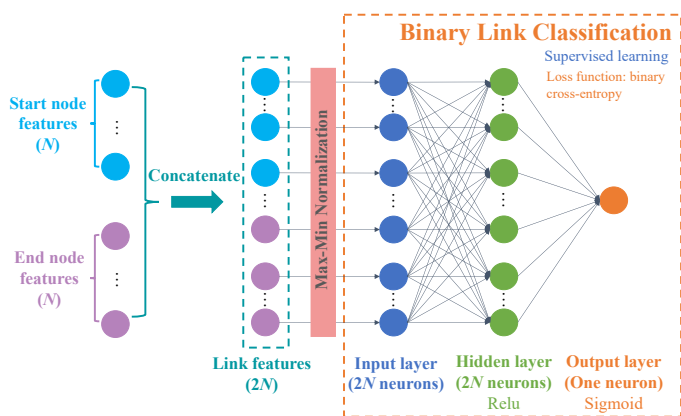 Binary Link Classification
Supervised learning
Loss function: binary
cross-entropy
Start node
features
(N)
Concatenate
End node
features
(N)
Max-Min Normalization
Link features
(2N)
Input layer
(2N neurons)
Hidden layer
(2N neurons)
Relu
Output layer
(One neuron)
Sigmoid